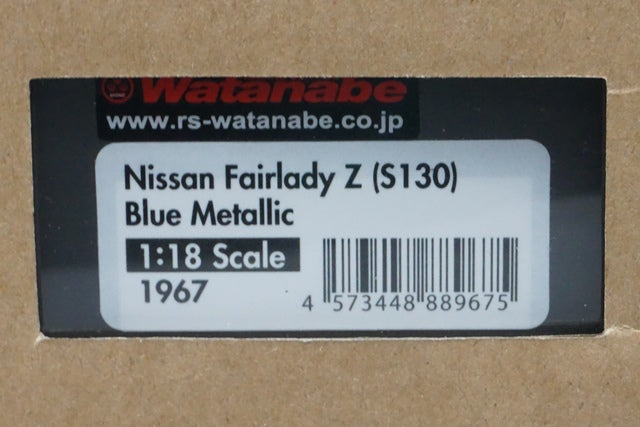 Watanabe
www.rs-watanabe.co.jp
Nissan Fairlady Z (S130)
Blue Metallic
1:18 Scale
1967
4 573448 889675